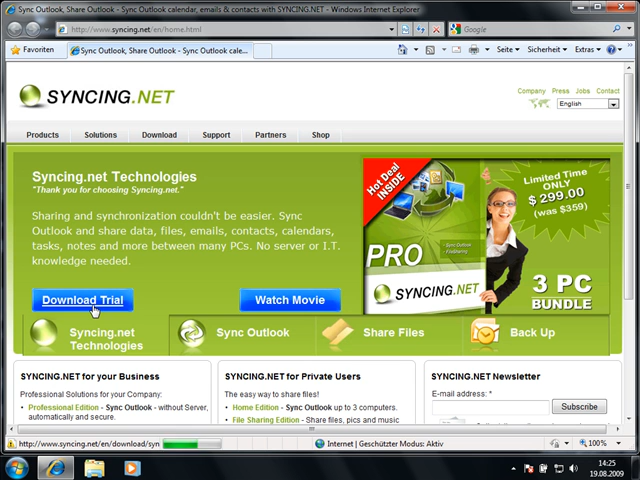 Sync Outlook, Share Outlook - Sync Outlook calendar, emails & contacts with SYNCING.NET - Windows Internet Explorer
http://www.syncing.net/en/home.html
Google
Favoriten
Sync Outlook, Share Outlook - Sync Outlook cale...
Seite
Sicherheit
Extras
SYNCING.NET
Company Press Jobs Contact
English
Products Solutions Download Support Partners Shop
Syncing.net Technologies
"Thank you for choosing Syncing.net."
Sharing and synchronization couldn't be easier. Sync
Outlook and share data, files, emails, contacts, calendars,
tasks, notes and more between many PCs. No server or I.T.
knowledge needed.
Download Trial
Watch Movie
Hot Deal
INSIDE
PRO
- Sync Outlook
- FileSharing
SYNCING.NET
Limited Time
ONLY
$ 299.00
(was $359)
3 PC
BUNDLE
Syncing.net
Technologies
Sync Outlook
Share Files
Back Up
SYNCING.NET for your Business
Professional Solutions for your Company:
Professional Edition - Sync Outlook - without Server,
automatically and secure.
SYNCING.NET for Private Users
The easy way to share files!
Home Edition - Sync Outlook up to 3 computers.
File Sharing Edition - Share files, pics and music
SYNCING.NET Newsletter
E-mail address: *
Subscribe
http://www.syncing.net/en/download/syn
Internet | Geschützter Modus: Aktiv
100%
14:25
19.08.2009